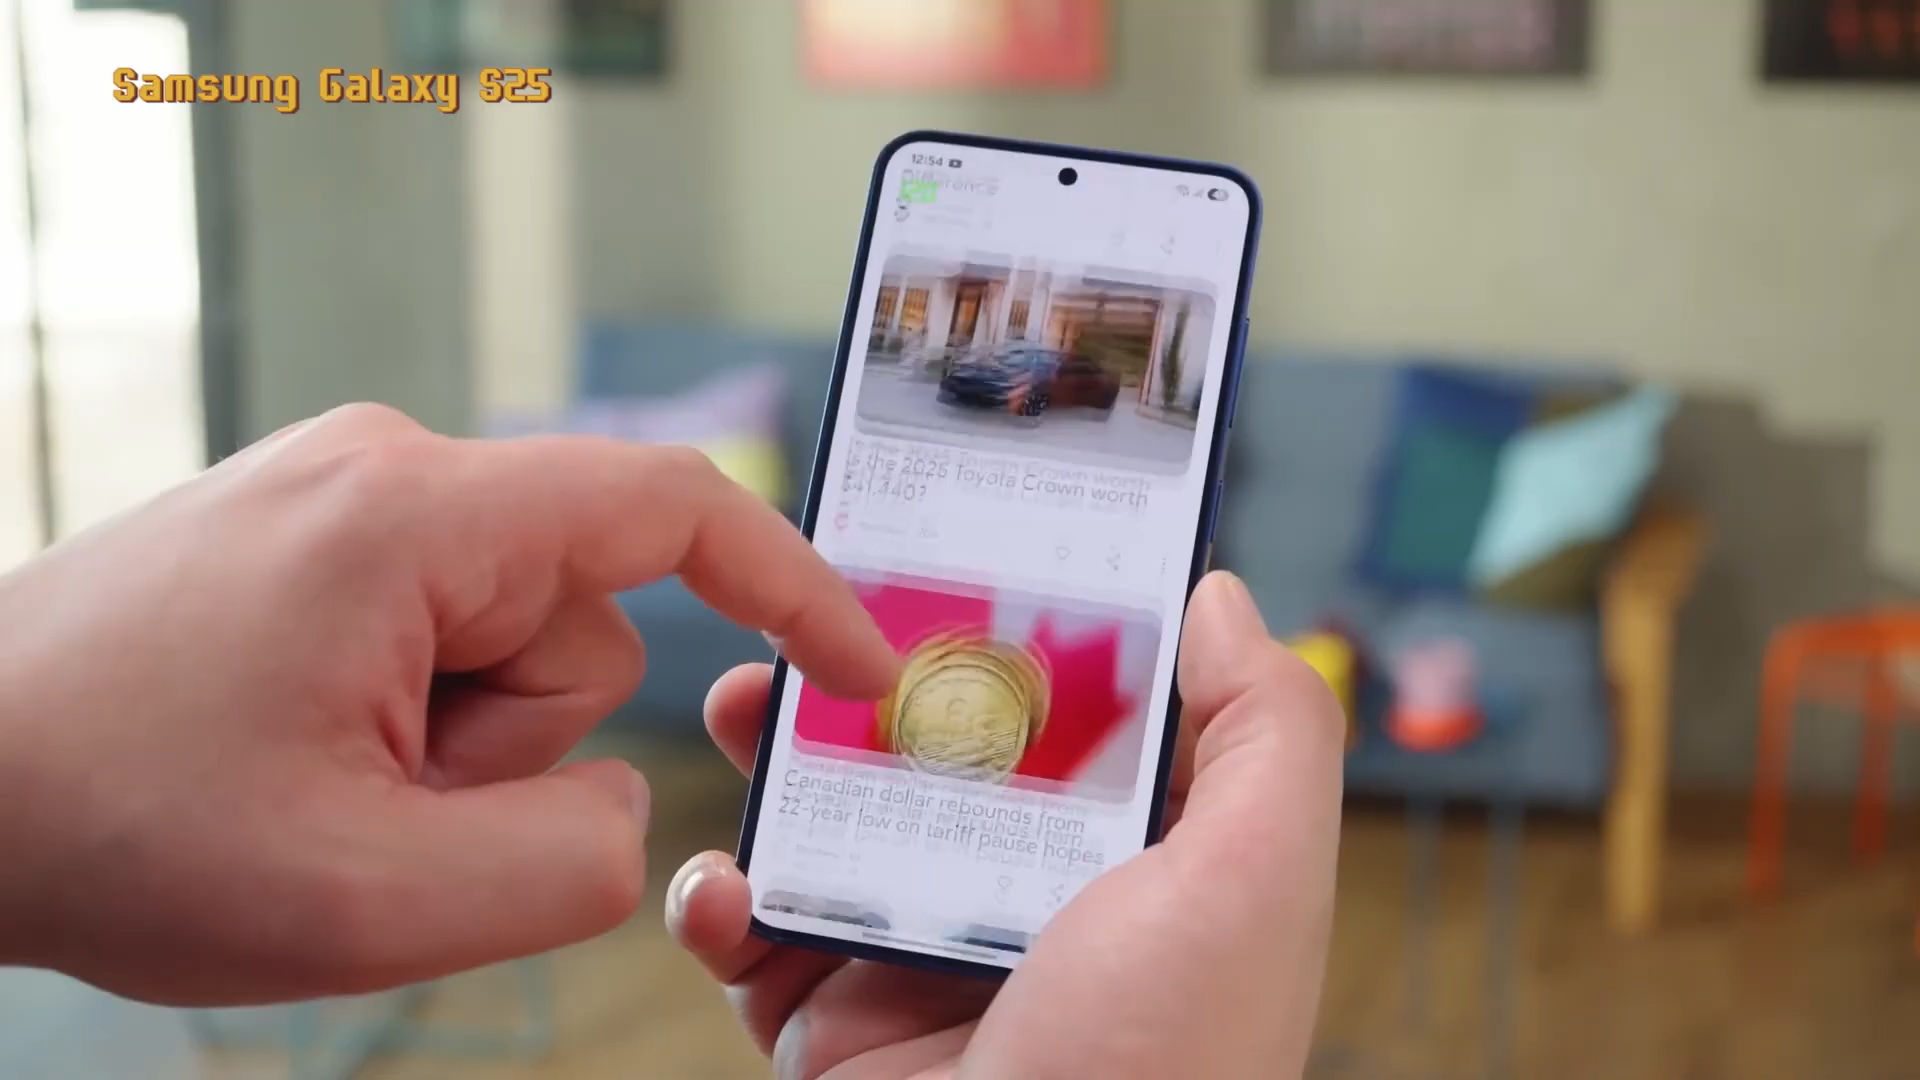 Samsung Galaxy S25
12:54
the 2025 Toyota Crown worth
Canadian dollar rebounds from
22-year low on tariff pause hopes